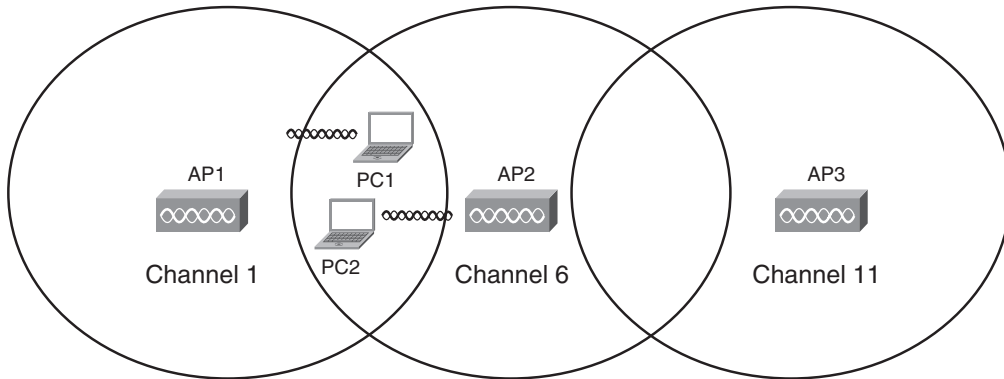 PC1
AP1
AP2
AP3
PC2
Channel 1
Channel 6
Channel 11